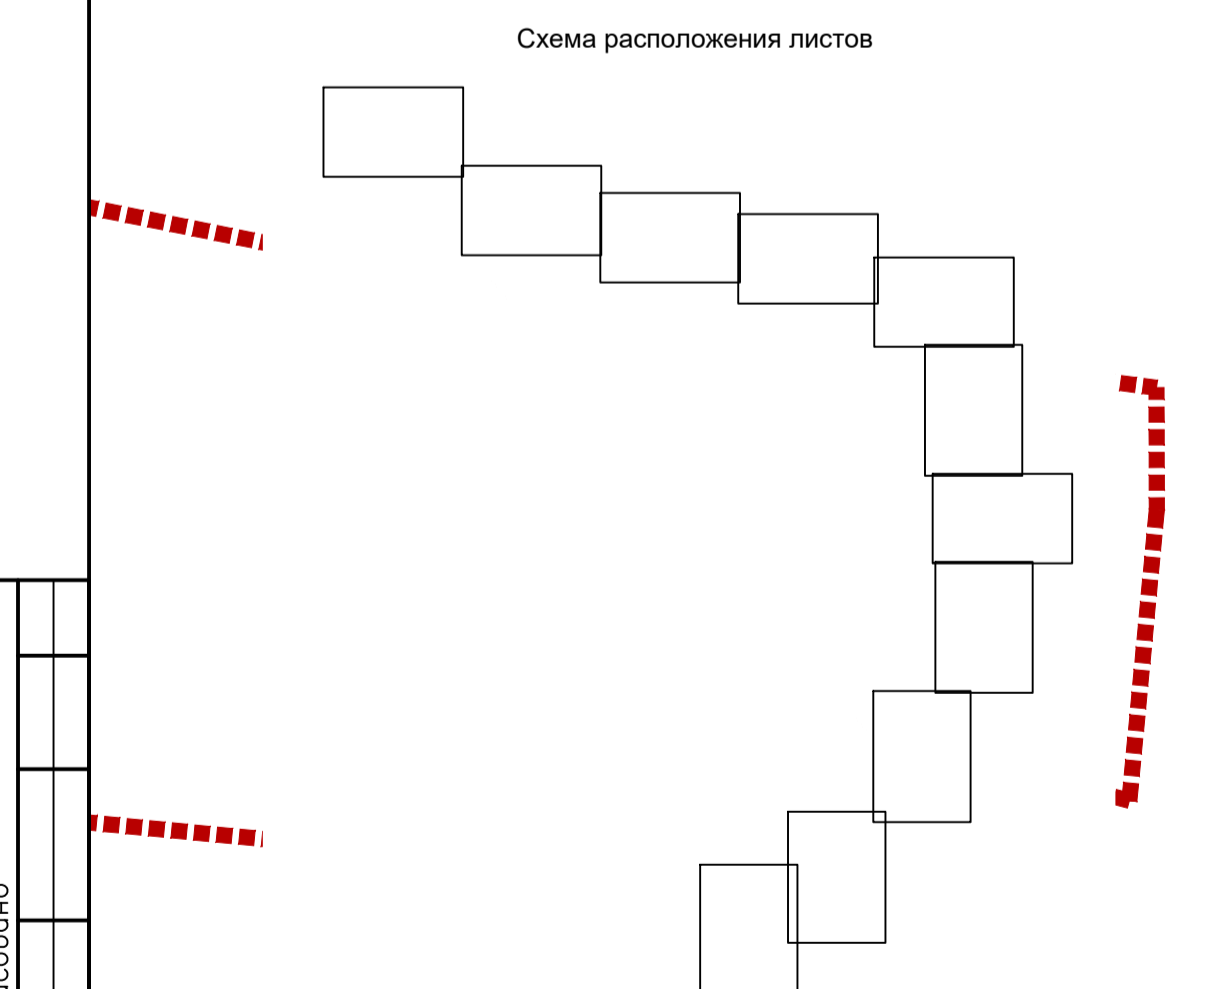 Схема расположения листов